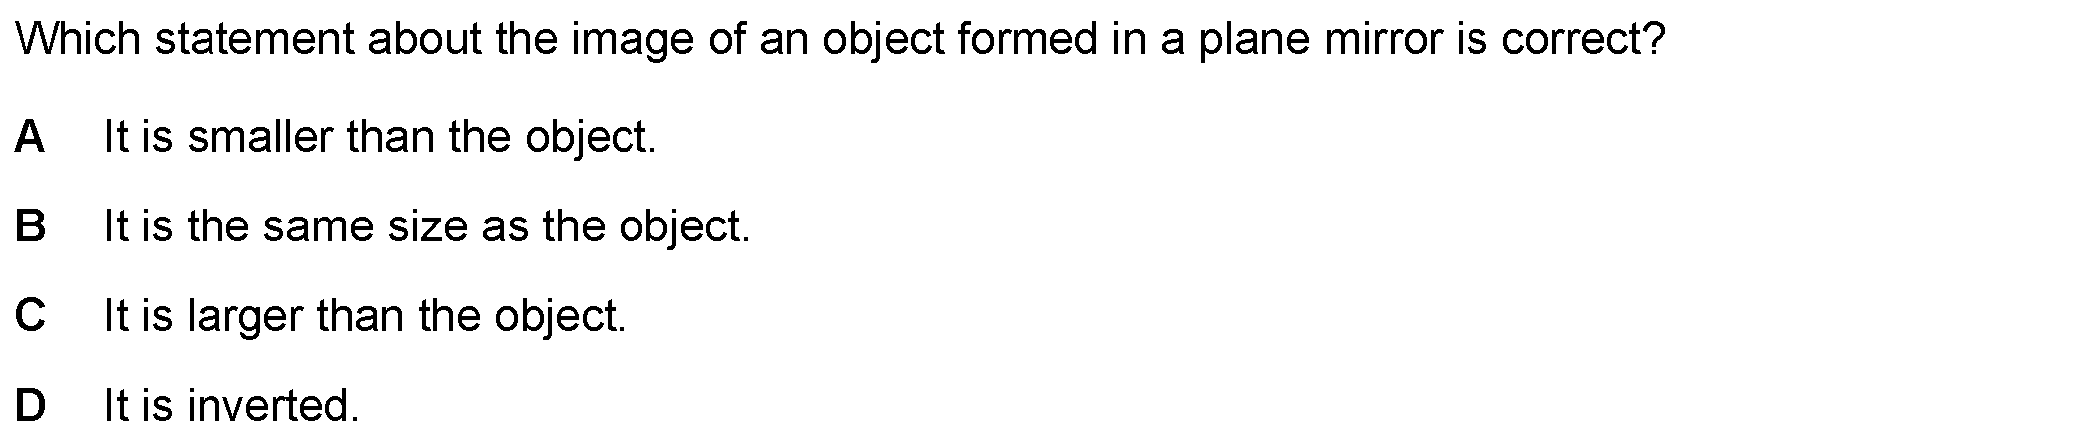 Which statement about the image of an object formed in a plane mirror is correct?
A It is smaller than the object.
B It is the same size as the object.
C It is larger than the object.
D It is inverted.